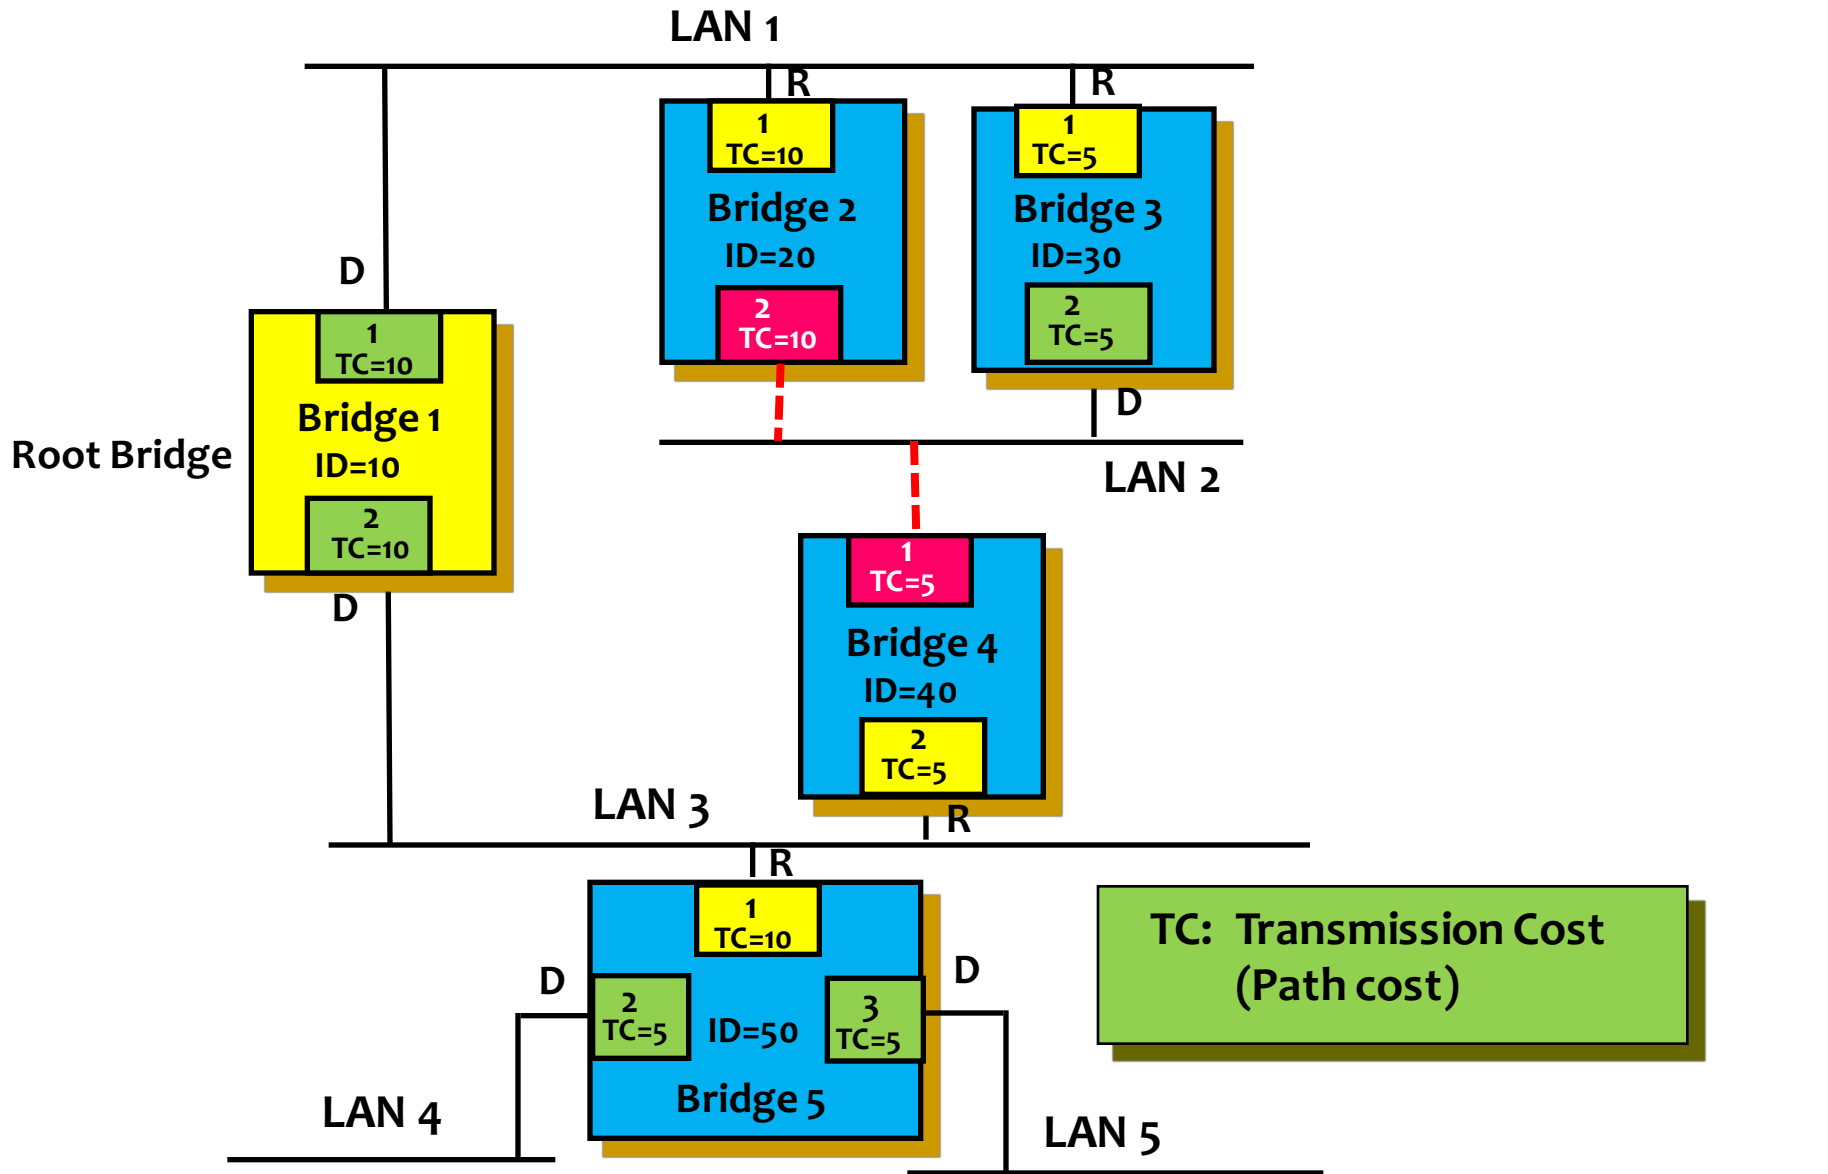 LAN 1
R
R
1
TC=10
Bridge 2
ID=20
2
TC=10
1
TC=5
Bridge 3
ID=30
2
TC=5
D
D
1
TC=10
Bridge 1
ID=10
2
TC=10
Root Bridge
D
LAN 2
1
TC=5
Bridge 4
ID=40
2
TC=5
LAN 3
R
R
1
TC=10
D
2
TC=5
ID=50
3
TC=5
D
Bridge 5
LAN 4
LAN 5
TC: Transmission Cost
(Path cost)